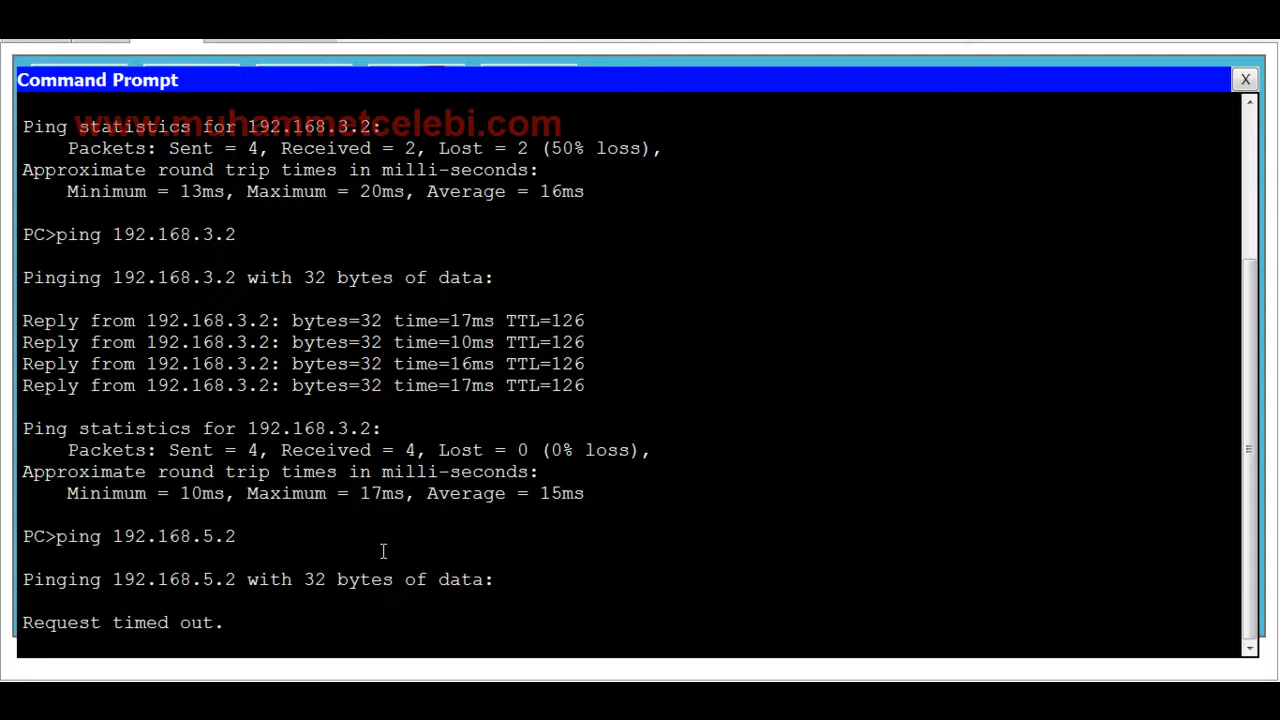 Command Prompt
X
www.muhammetcelebi.com
Ping statistics for 192.168.3.2:
Packets: Sent = 4, Received = 2, Lost = 2 (50% loss),
Approximate round trip times in milli-seconds:
Minimum = 13ms, Maximum = 20ms, Average = 16ms
PC>ping 192.168.3.2
Pinging 192.168.3.2 with 32 bytes of data:
Reply from 192.168.3.2: bytes=32 time=17ms TTL=126
Reply from 192.168.3.2: bytes=32 time=10ms TTL=126
Reply from 192.168.3.2: bytes=32 time=16ms TTL=126
Reply from 192.168.3.2: bytes=32 time=17ms TTL=126
Ping statistics for 192.168.3.2:
Packets: Sent = 4, Received = 4, Lost = 0 (0% loss),
Approximate round trip times in milli-seconds:
Minimum = 10ms, Maximum = 17ms, Average = 15ms
PC>ping 192.168.5.2
Pinging 192.168.5.2 with 32 bytes of data:
Request timed out.